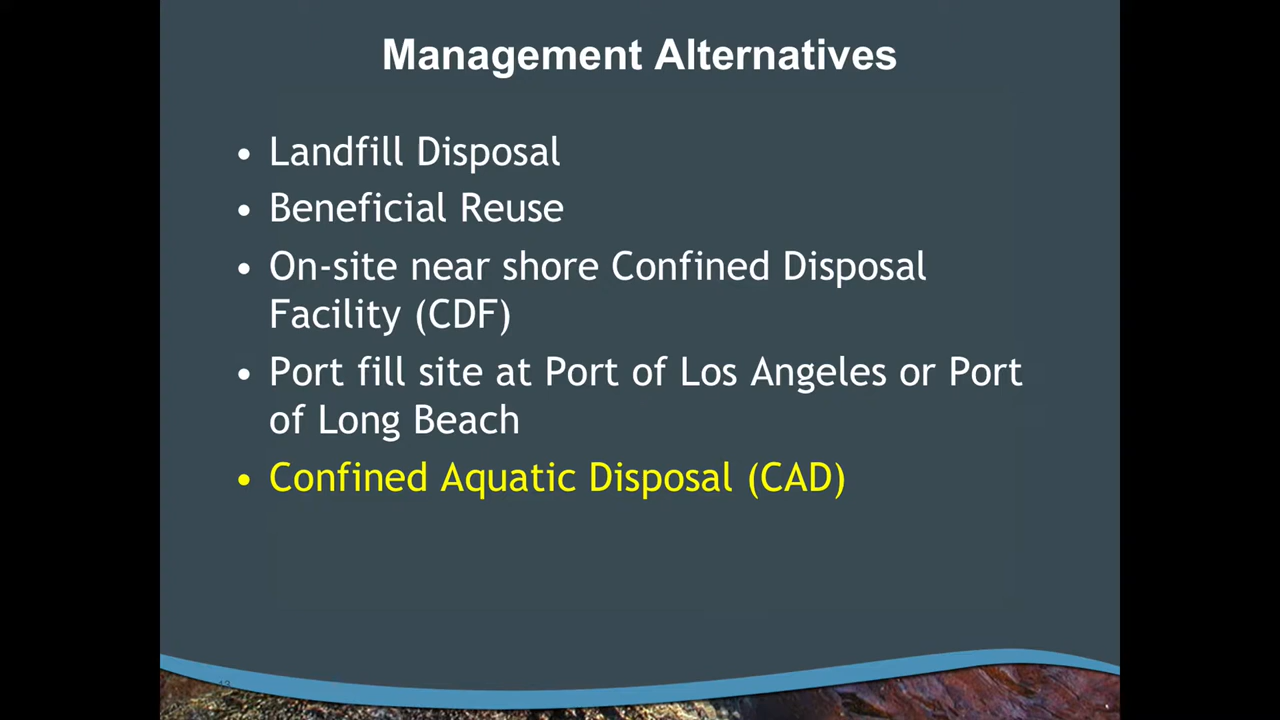 Management Alternatives
• Landfill Disposal
• Beneficial Reuse
• On-site near shore Confined Disposal
Facility (CDF)
• Port fill site at Port of Los Angeles or Port
of Long Beach
• Confined Aquatic Disposal (CAD)